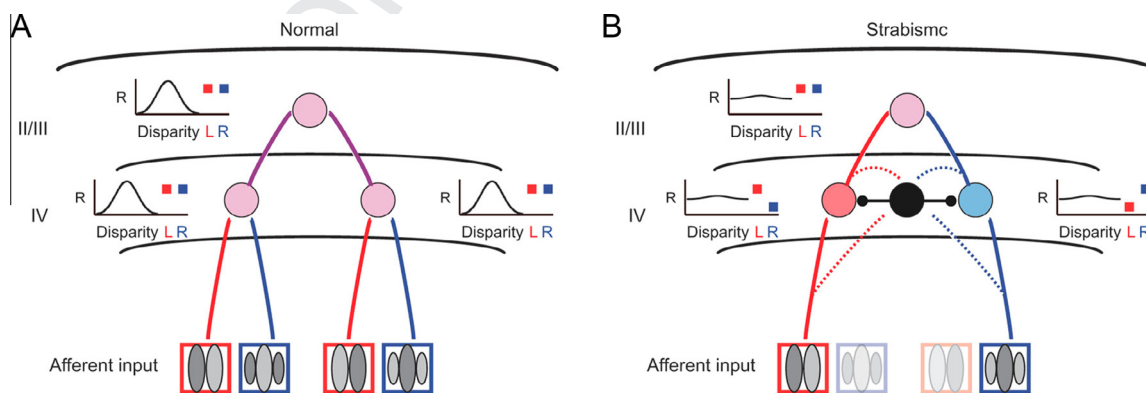 A
Normal
R
Disparity L R
II/III
R
Disparity L R
IV
R
Disparity L R
Afferent input
B
Strabismc
R
Disparity L R
II/III
R
Disparity L R
IV
R
Disparity L R
Afferent input